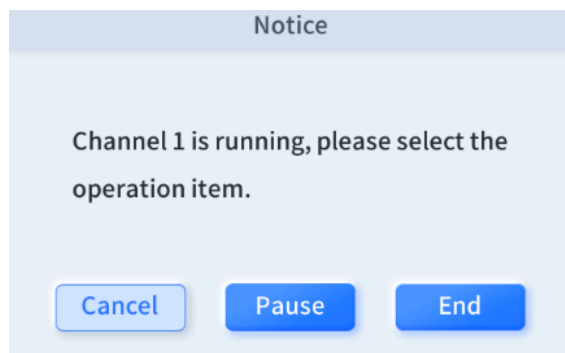 Notice
Channel 1 is running, please select the
operation item.
Cancel Pause End